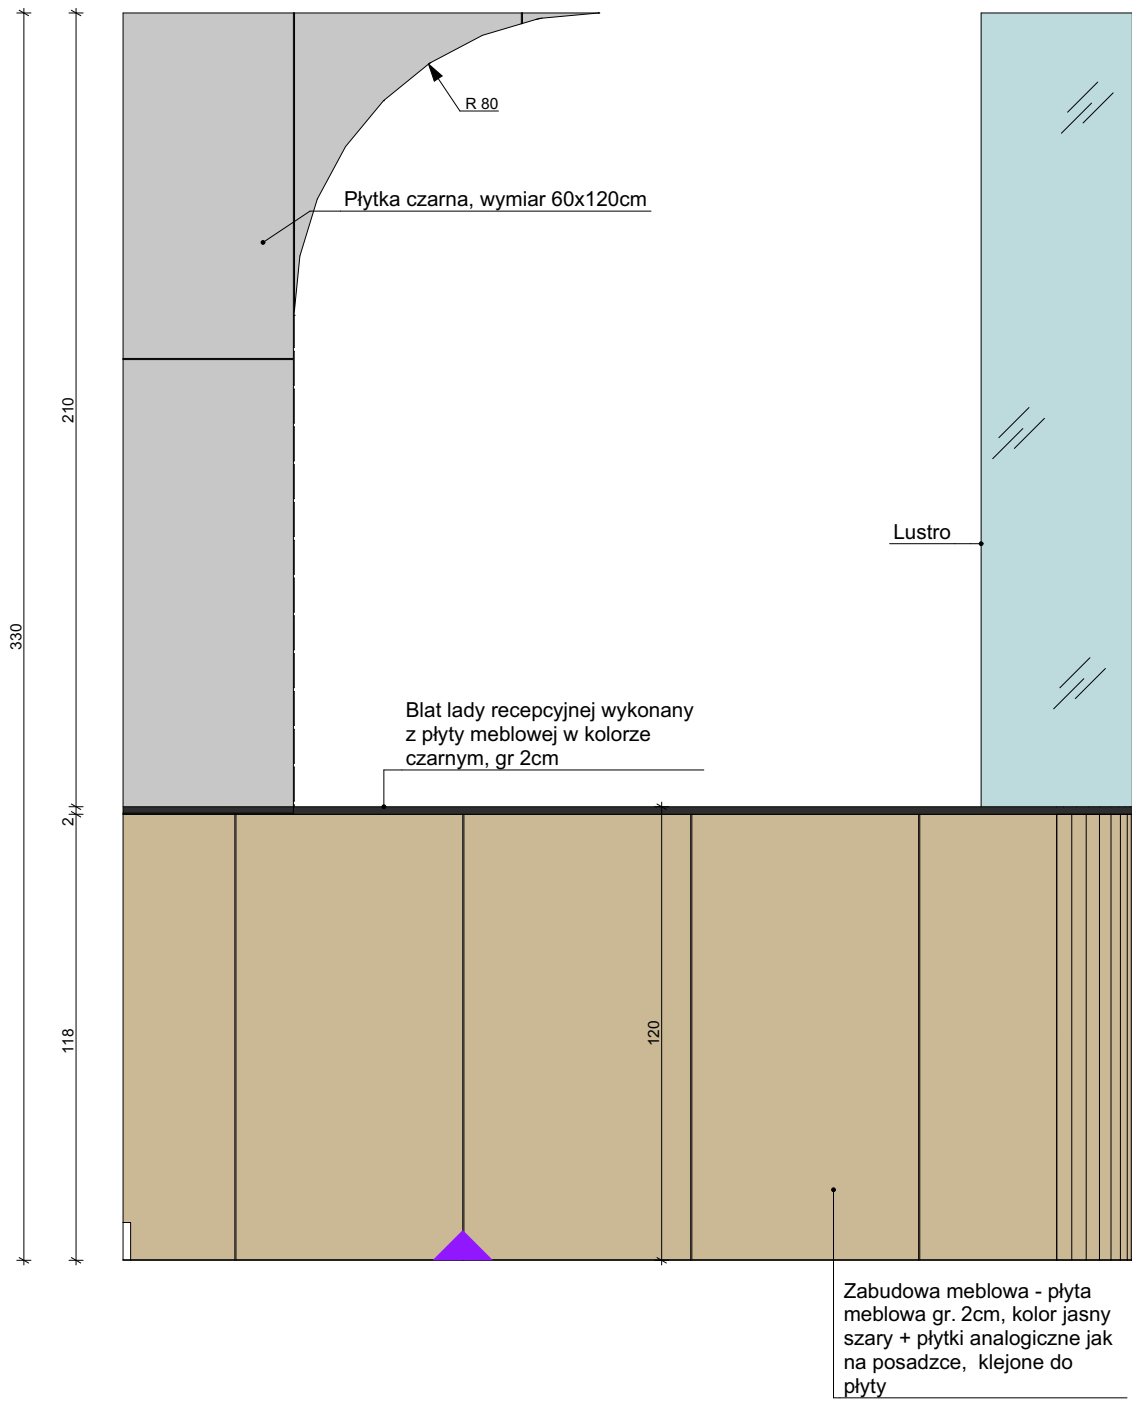 R 80
Płytka czarna, wymiar 60x120cm
210
Lustro
330
Blat lady recepcyjnej wykonany
z płyty meblowej w kolorze
czarnym, gr 2cm
2
118
120
Zabudowa meblowa - płyta
meblowa gr. 2cm, kolor jasny
szary + płytki analogiczne jak
na posadzce, klejone do
płyty